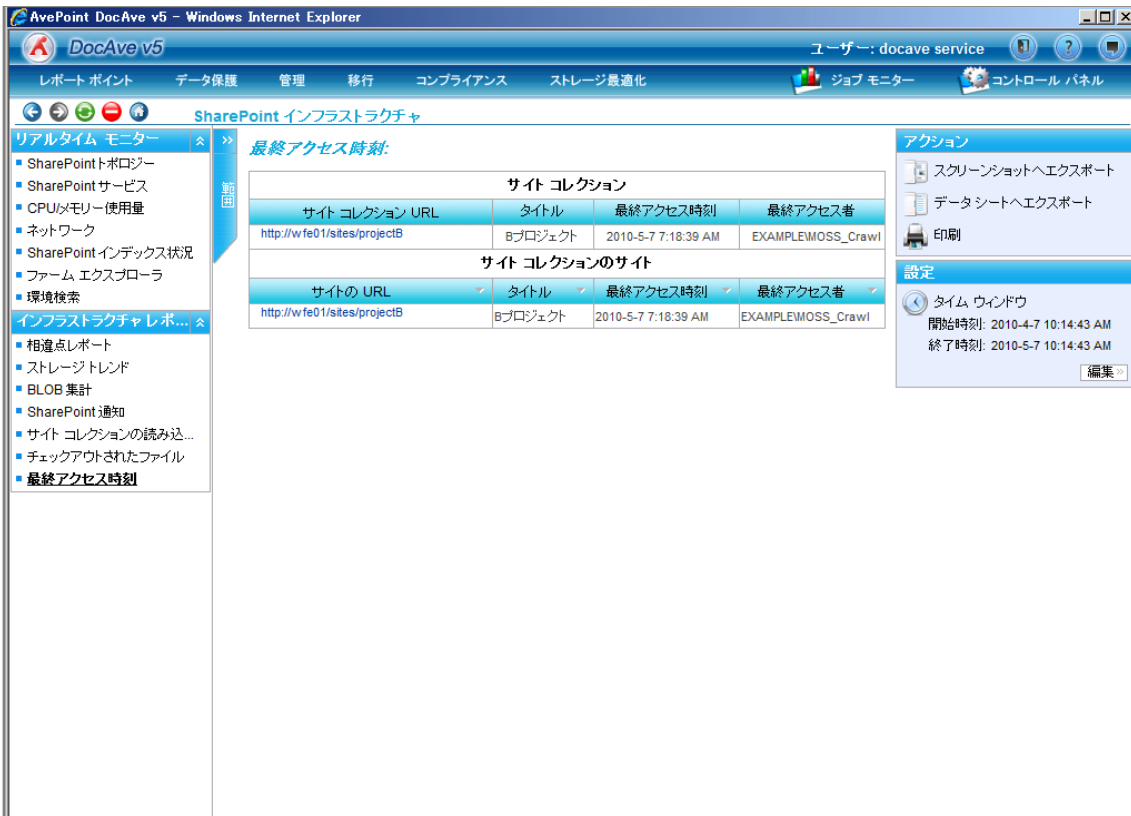 AvePoint DocAve v5 - Windows Internet Explorer
DocAve v5
ユーザー: docave service
レポート ポイント
データ保護
管理
移行
コンプライアンス
ストレージ最適化
ジョブ モニター
コントロール パネル
SharePoint インフラストラクチャ
リアルタイム モニター
SharePoint トポロジー
SharePoint サービス
CPU/メモリー使用量
ネットワーク
SharePoint インデックス状況
ファーム エクスプローラ
環境検索
インフラストラクチャ レポ...
相違点レポート
ストレージ トレンド
BLOB 集計
SharePoint 通知
サイト コレクションの読み込...
チェックアウトされたファイル
最終アクセス時刻
範囲
最終アクセス時刻:
サイト コレクション
サイト コレクション URL タイトル 最終アクセス時刻 最終アクセス者
http://wfe01/sites/projectB Bプロジェクト 2010-5-7 7:18:39 AM EXAMPLE\MOSS_Crawl
サイト コレクションのサイト
サイトの URL タイトル 最終アクセス時刻 最終アクセス者
http://wfe01/sites/projectB Bプロジェクト 2010-5-7 7:18:39 AM EXAMPLE\MOSS_Crawl
アクション
スクリーンショットへエクスポート
データ シートへエクスポート
印刷
設定
タイム ウィンドウ
開始時刻: 2010-4-7 10:14:43 AM
終了時刻: 2010-5-7 10:14:43 AM
編集